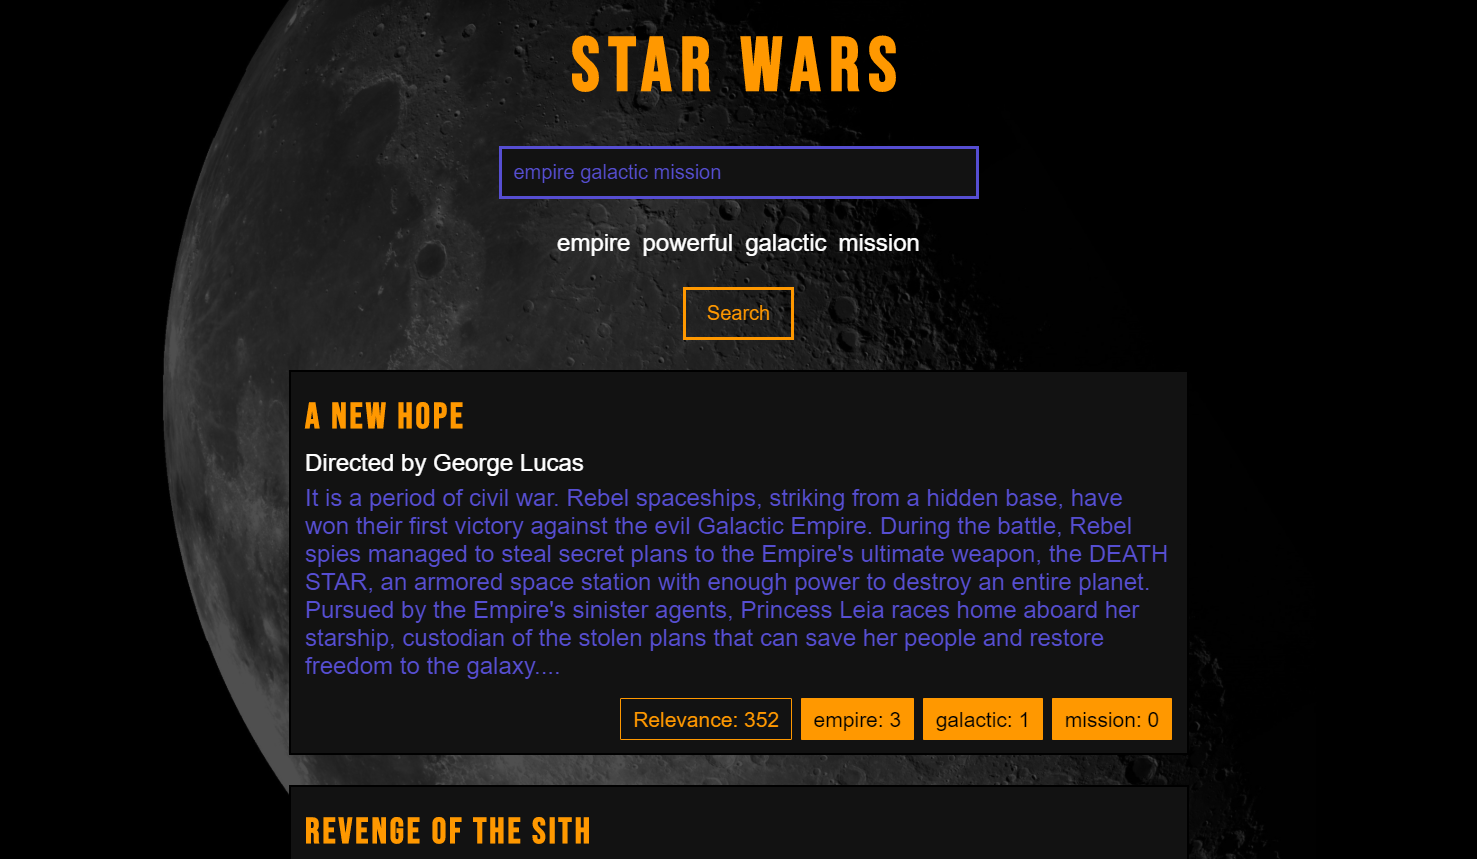 STAR WARS
empire galactic mission
empire powerful galactic mission
Search
A NEW HOPE
Directed by George Lucas
It is a period of civil war. Rebel spaceships, striking from a hidden base, have
won their first victory against the evil Galactic Empire. During the battle, Rebel
spies managed to steal secret plans to the Empire's ultimate weapon, the DEATH
STAR, an armored space station with enough power to destroy an entire planet.
Pursued by the Empire's sinister agents, Princess Leia races home aboard her
starship, custodian of the stolen plans that can save her people and restore
freedom to the galaxy....
Relevance: 352 empire: 3 galactic: 1 mission: 0
REVENGE OF THE SITH